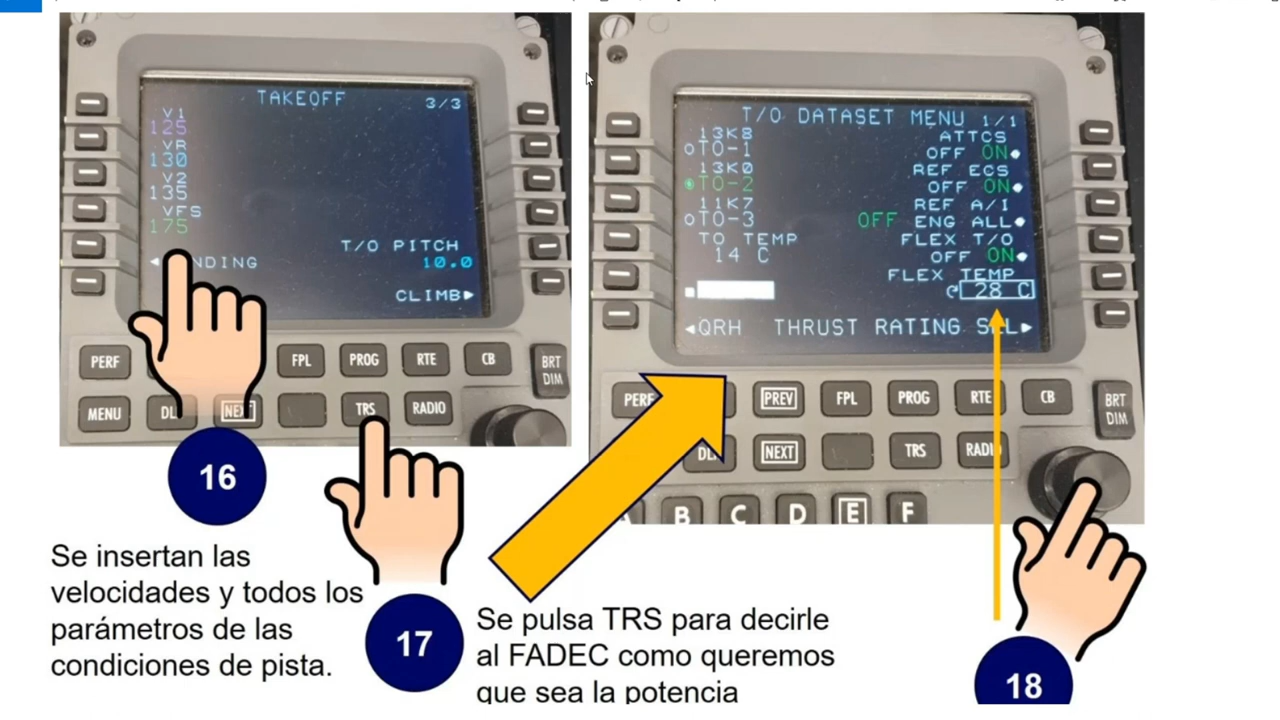 TAKEOFF 3/3
V1
125
VR
130
V2
135
VFS
175
T/O PITCH
10.0
NDING
CLIMB
PERF FPL PROG RTE CB BRT DIM
MENU TRS RADIO
T/O DATASET MENU 1/1
13K8 ATTCS
TO-1 OFF ON
13K0 REF ECS
TO-2 OFF ON
11K7 REF A/I
TO-3 OFF ENG ALL
TO TEMP FLEX T/O
14 C OFF ON
FLEX TEMP
28 C
QRH THRUST RATING SEL
PERF PREV FPL PROG RTE CB BRT DIM
NEXT TRS
B C D E F
16
Se insertan las
velocidades y todos los
parámetros de las
condiciones de pista.
17
Se pulsa TRS para decirle
al FADEC como queremos
que sea la potencia
18